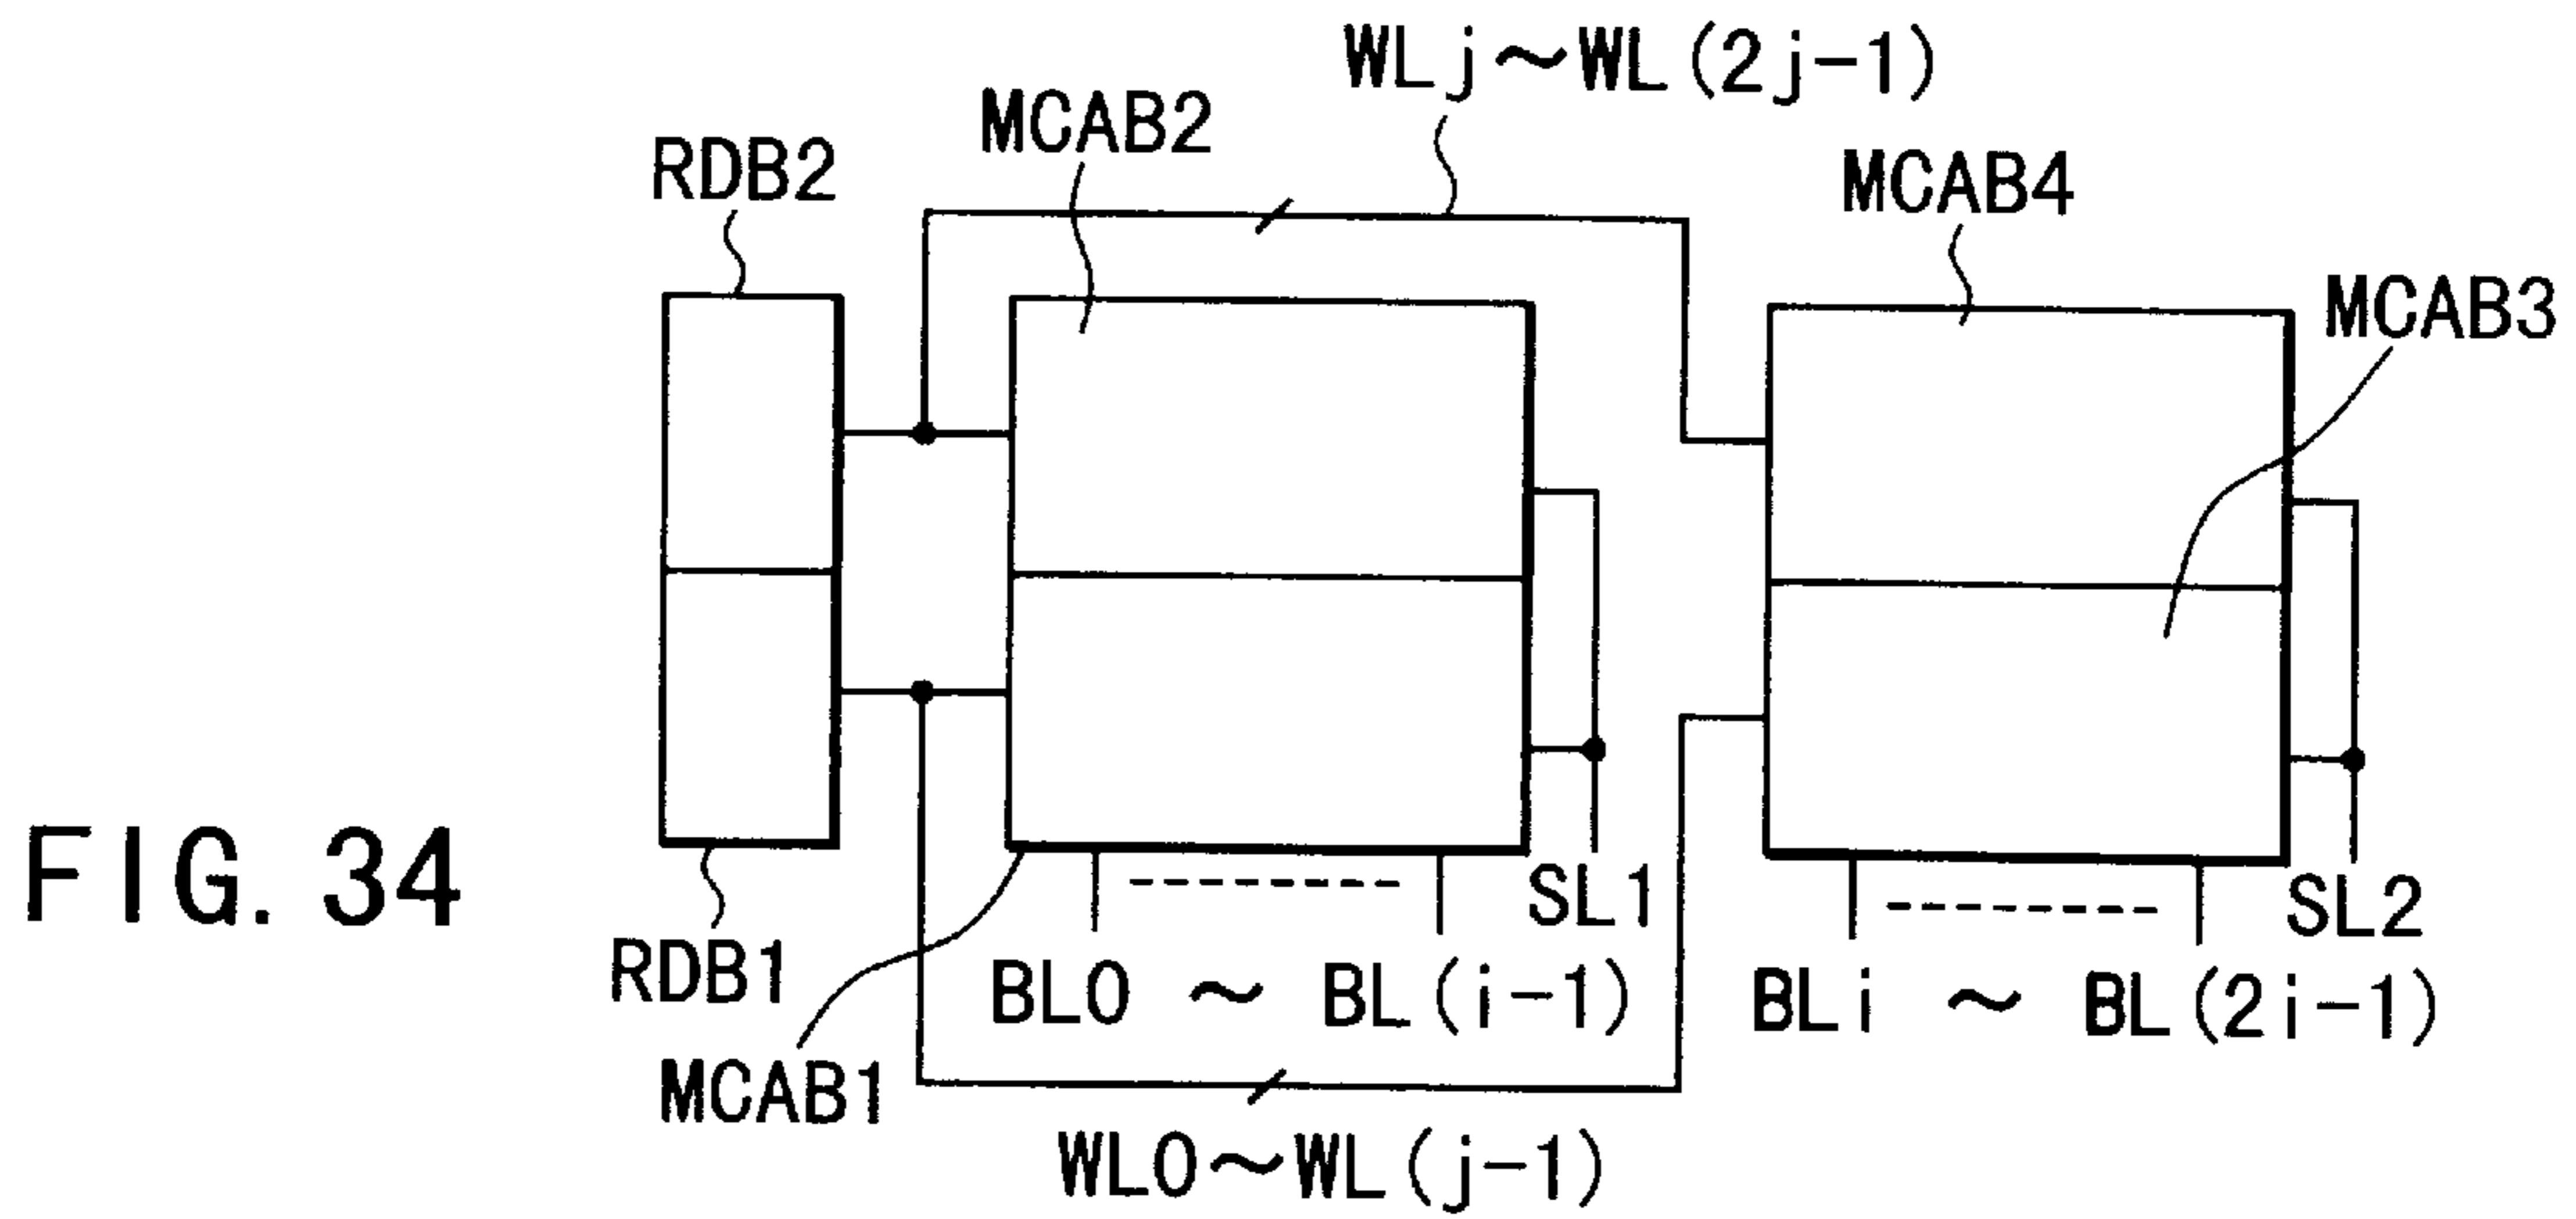 WLj~WL(2j-1)
MCAB2
RDB2
MCAB4
MCAB3
FIG. 34
SL1
SL2
RDB1
BL0 ~ BL(i-1)
BLi ~ BL(2i-1)
MCAB1
WL0~WL(j-1)